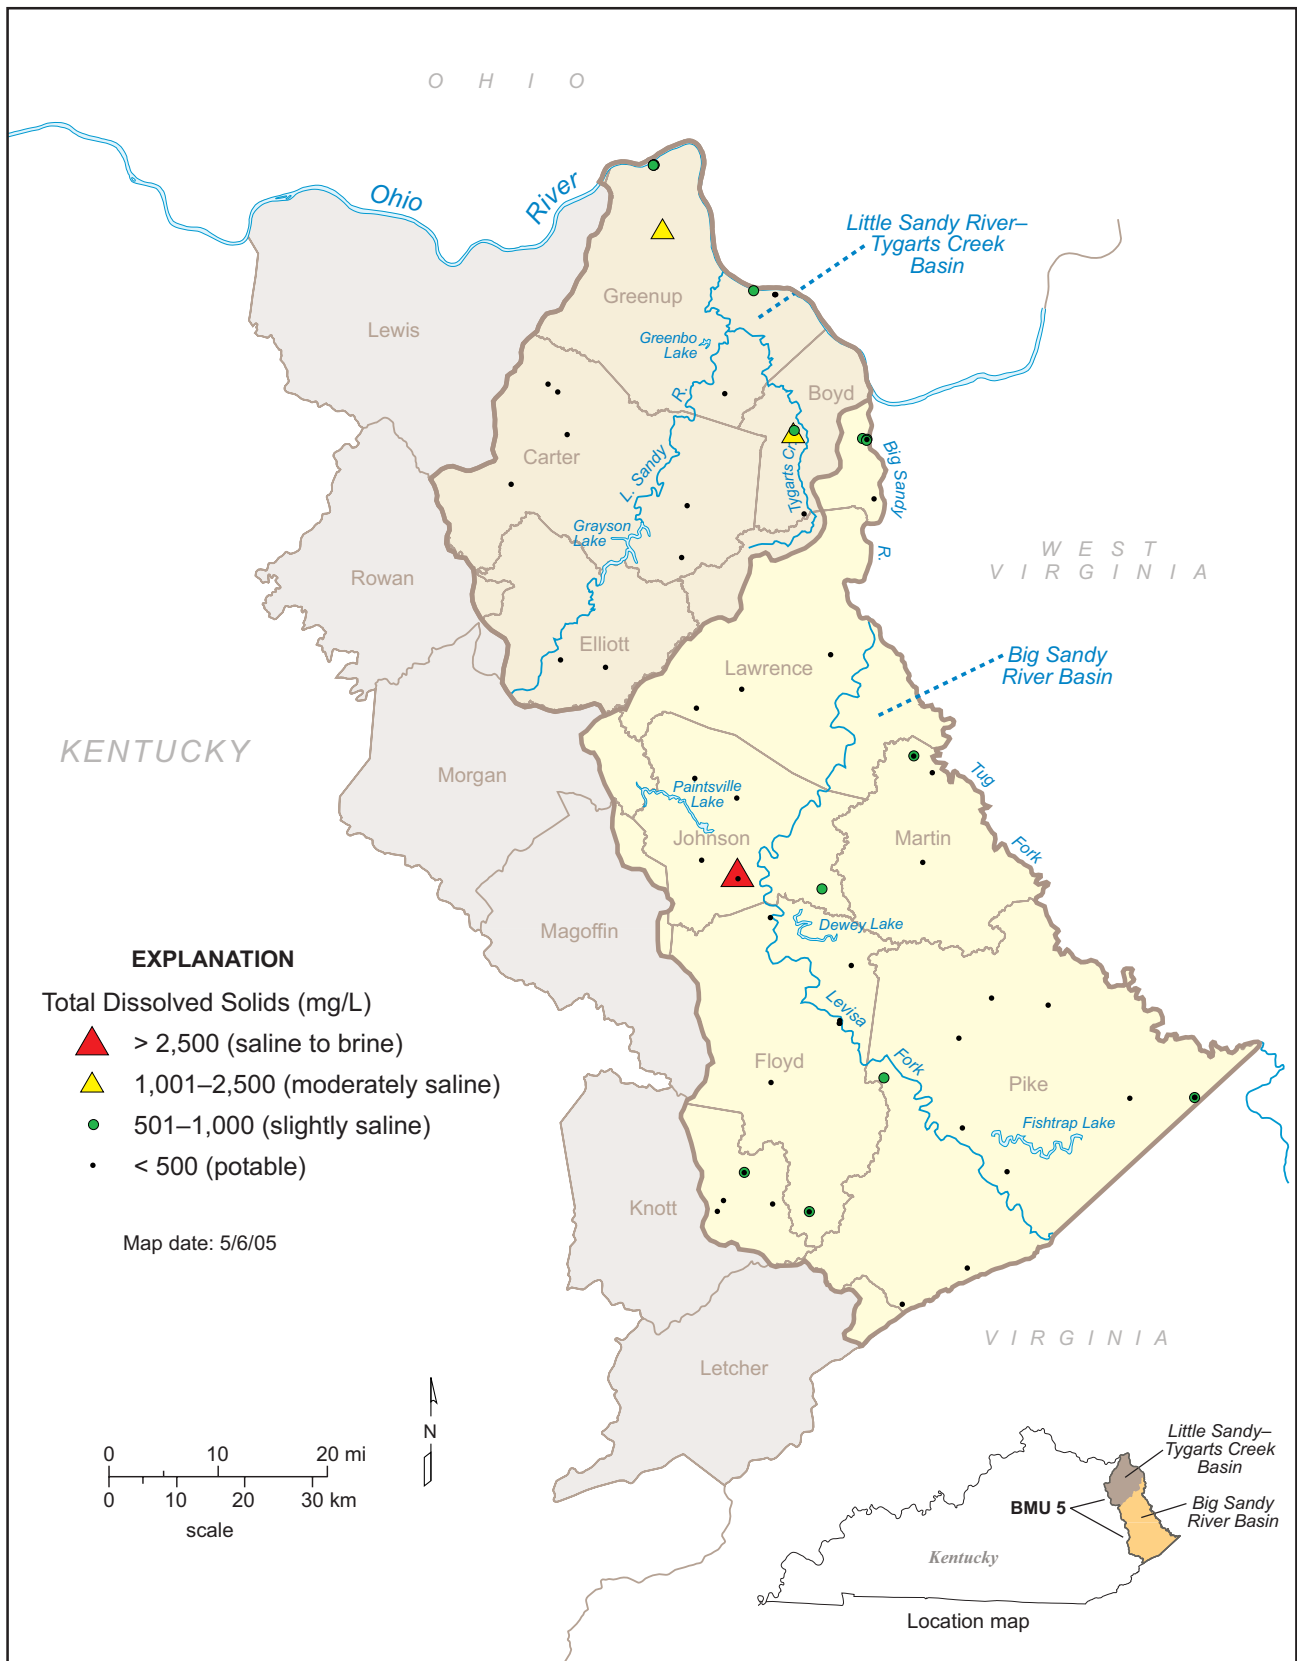 OHIO
Ohio
River
Little Sandy River–
Tygarts Creek
Basin
Greenup
Lewis
Greenbo
Lake
R.
Boyd
Carter
L. Sandy
Tygarts Cr.
Big Sandy
R.
Grayson
Lake
WEST
VIRGINIA
Rowan
Elliott
Lawrence
Big Sandy
River Basin
KENTUCKY
Morgan
Tug
Fork
Paintsville
Lake
Johnson
Martin
Magoffin
Dewey Lake
Levisa
Fork
Floyd
Pike
Fishtrap Lake
Knott
Letcher
VIRGINIA
EXPLANATION
Total Dissolved Solids (mg/L)
> 2,500 (saline to brine)
1,001–2,500 (moderately saline)
501–1,000 (slightly saline)
< 500 (potable)
Map date: 5/6/05
N
0 10 20 mi
0 10 20 30 km
scale
Little Sandy–
Tygarts Creek
Basin
BMU 5
Big Sandy
River Basin
Kentucky
Location map